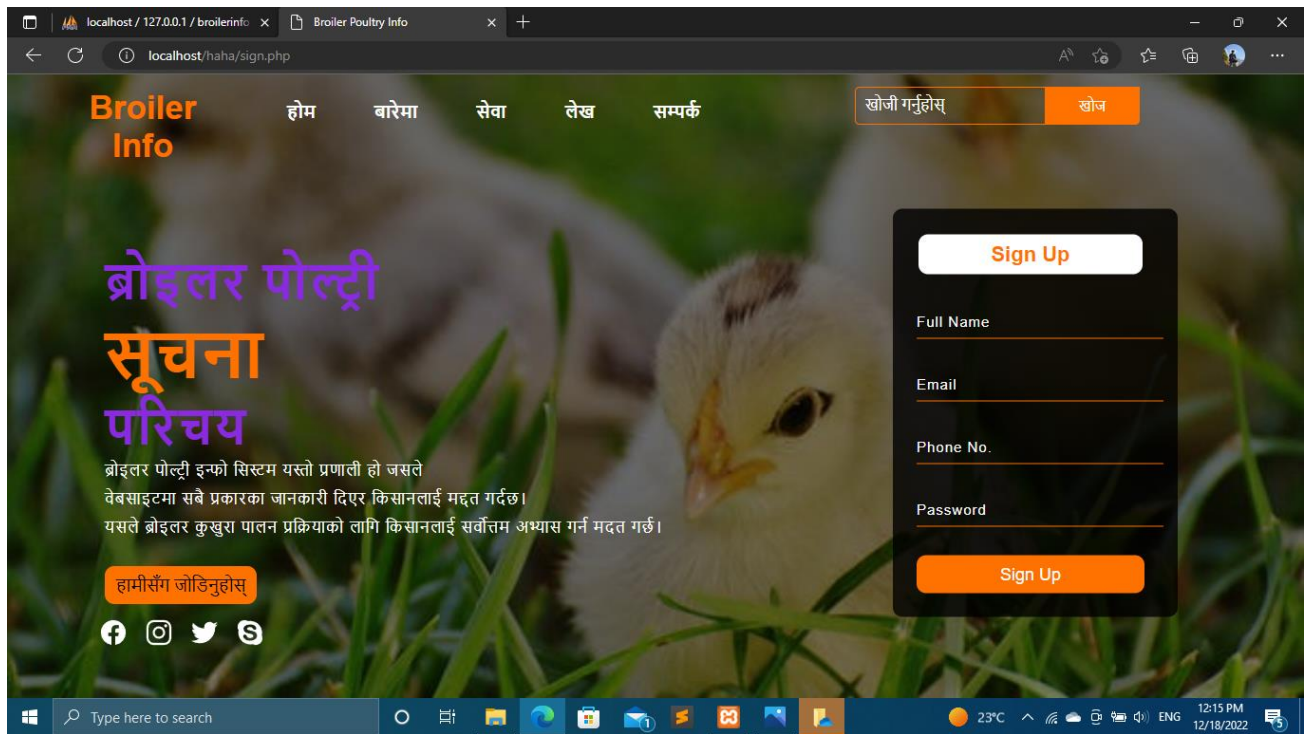 localhost / 127.0.0.1 / broilerinfo
Broiler Poultry Info
localhost/haha/sign.php
Broiler
Info
होम
बारेमा
सेवा
लेख
सम्पर्क
खोजी गर्नुहोस्
खोज
ब्रोइलर पोल्ट्री
सूचना
परिचय
ब्रोइलर पोल्ट्री इन्फो सिस्टम यस्तो प्रणाली हो जसले
वेबसाइटमा सबै प्रकारका जानकारी दिएर किसानलाई मद्दत गर्दछ।
यसले ब्रोइलर कुखुरा पालन प्रक्रियाको लागि किसानलाई सर्वोत्तम अभ्यास गर्न मदत गर्छ।
हामीसँग जोडिनुहोस्
Sign Up
Full Name
Email
Phone No.
Password
Sign Up
Type here to search
1
23°C
ENG
12:15 PM
12/18/2022
5